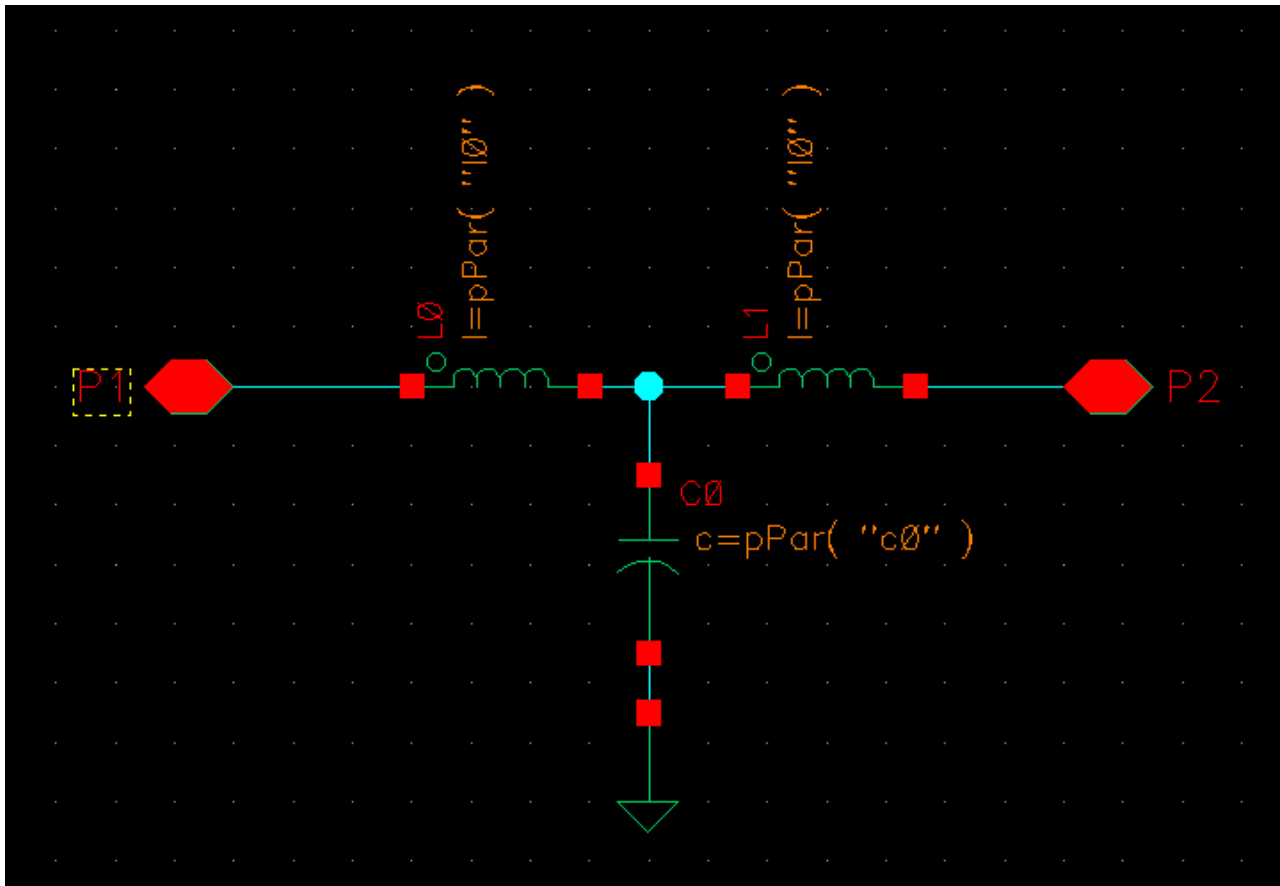 L0
l=pPar( "l0" )
L1
l=pPar( "l0" )
P1
P2
C0
c=pPar( "c0" )